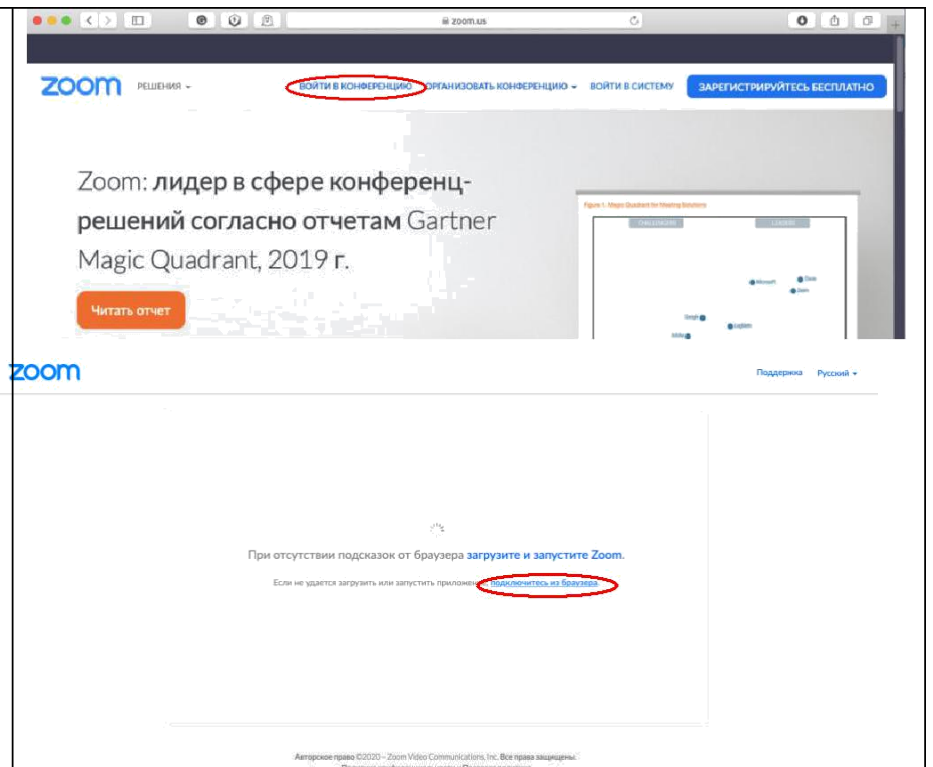 zoom.us
zoom РЕШЕНИЯ ВОЙТИ В КОНФЕРЕНЦИЮ ОРГАНИЗОВАТЬ КОНФЕРЕНЦИЮ ВОЙТИ В СИСТЕМУ ЗАРЕГИСТРИРУЙТЕСЬ БЕСПЛАТНО
Zoom: лидер в сфере конференц-
решений согласно отчетам Gartner
Magic Quadrant, 2019 г.
Читать отчет
Figure 1. Magic Quadrant for Meeting Solutions
CHALLENGERS LEADERS
Microsoft Cisco
Zoom
Google LogMeIn
zoom Поддержка Русский
При отсутствии подсказок от браузера загрузите и запустите Zoom.
Если не удается загрузить или запустить приложение, подключитесь из браузера.
Авторское право ©2020 – Zoom Video Communications, Inc. Все права защищены.